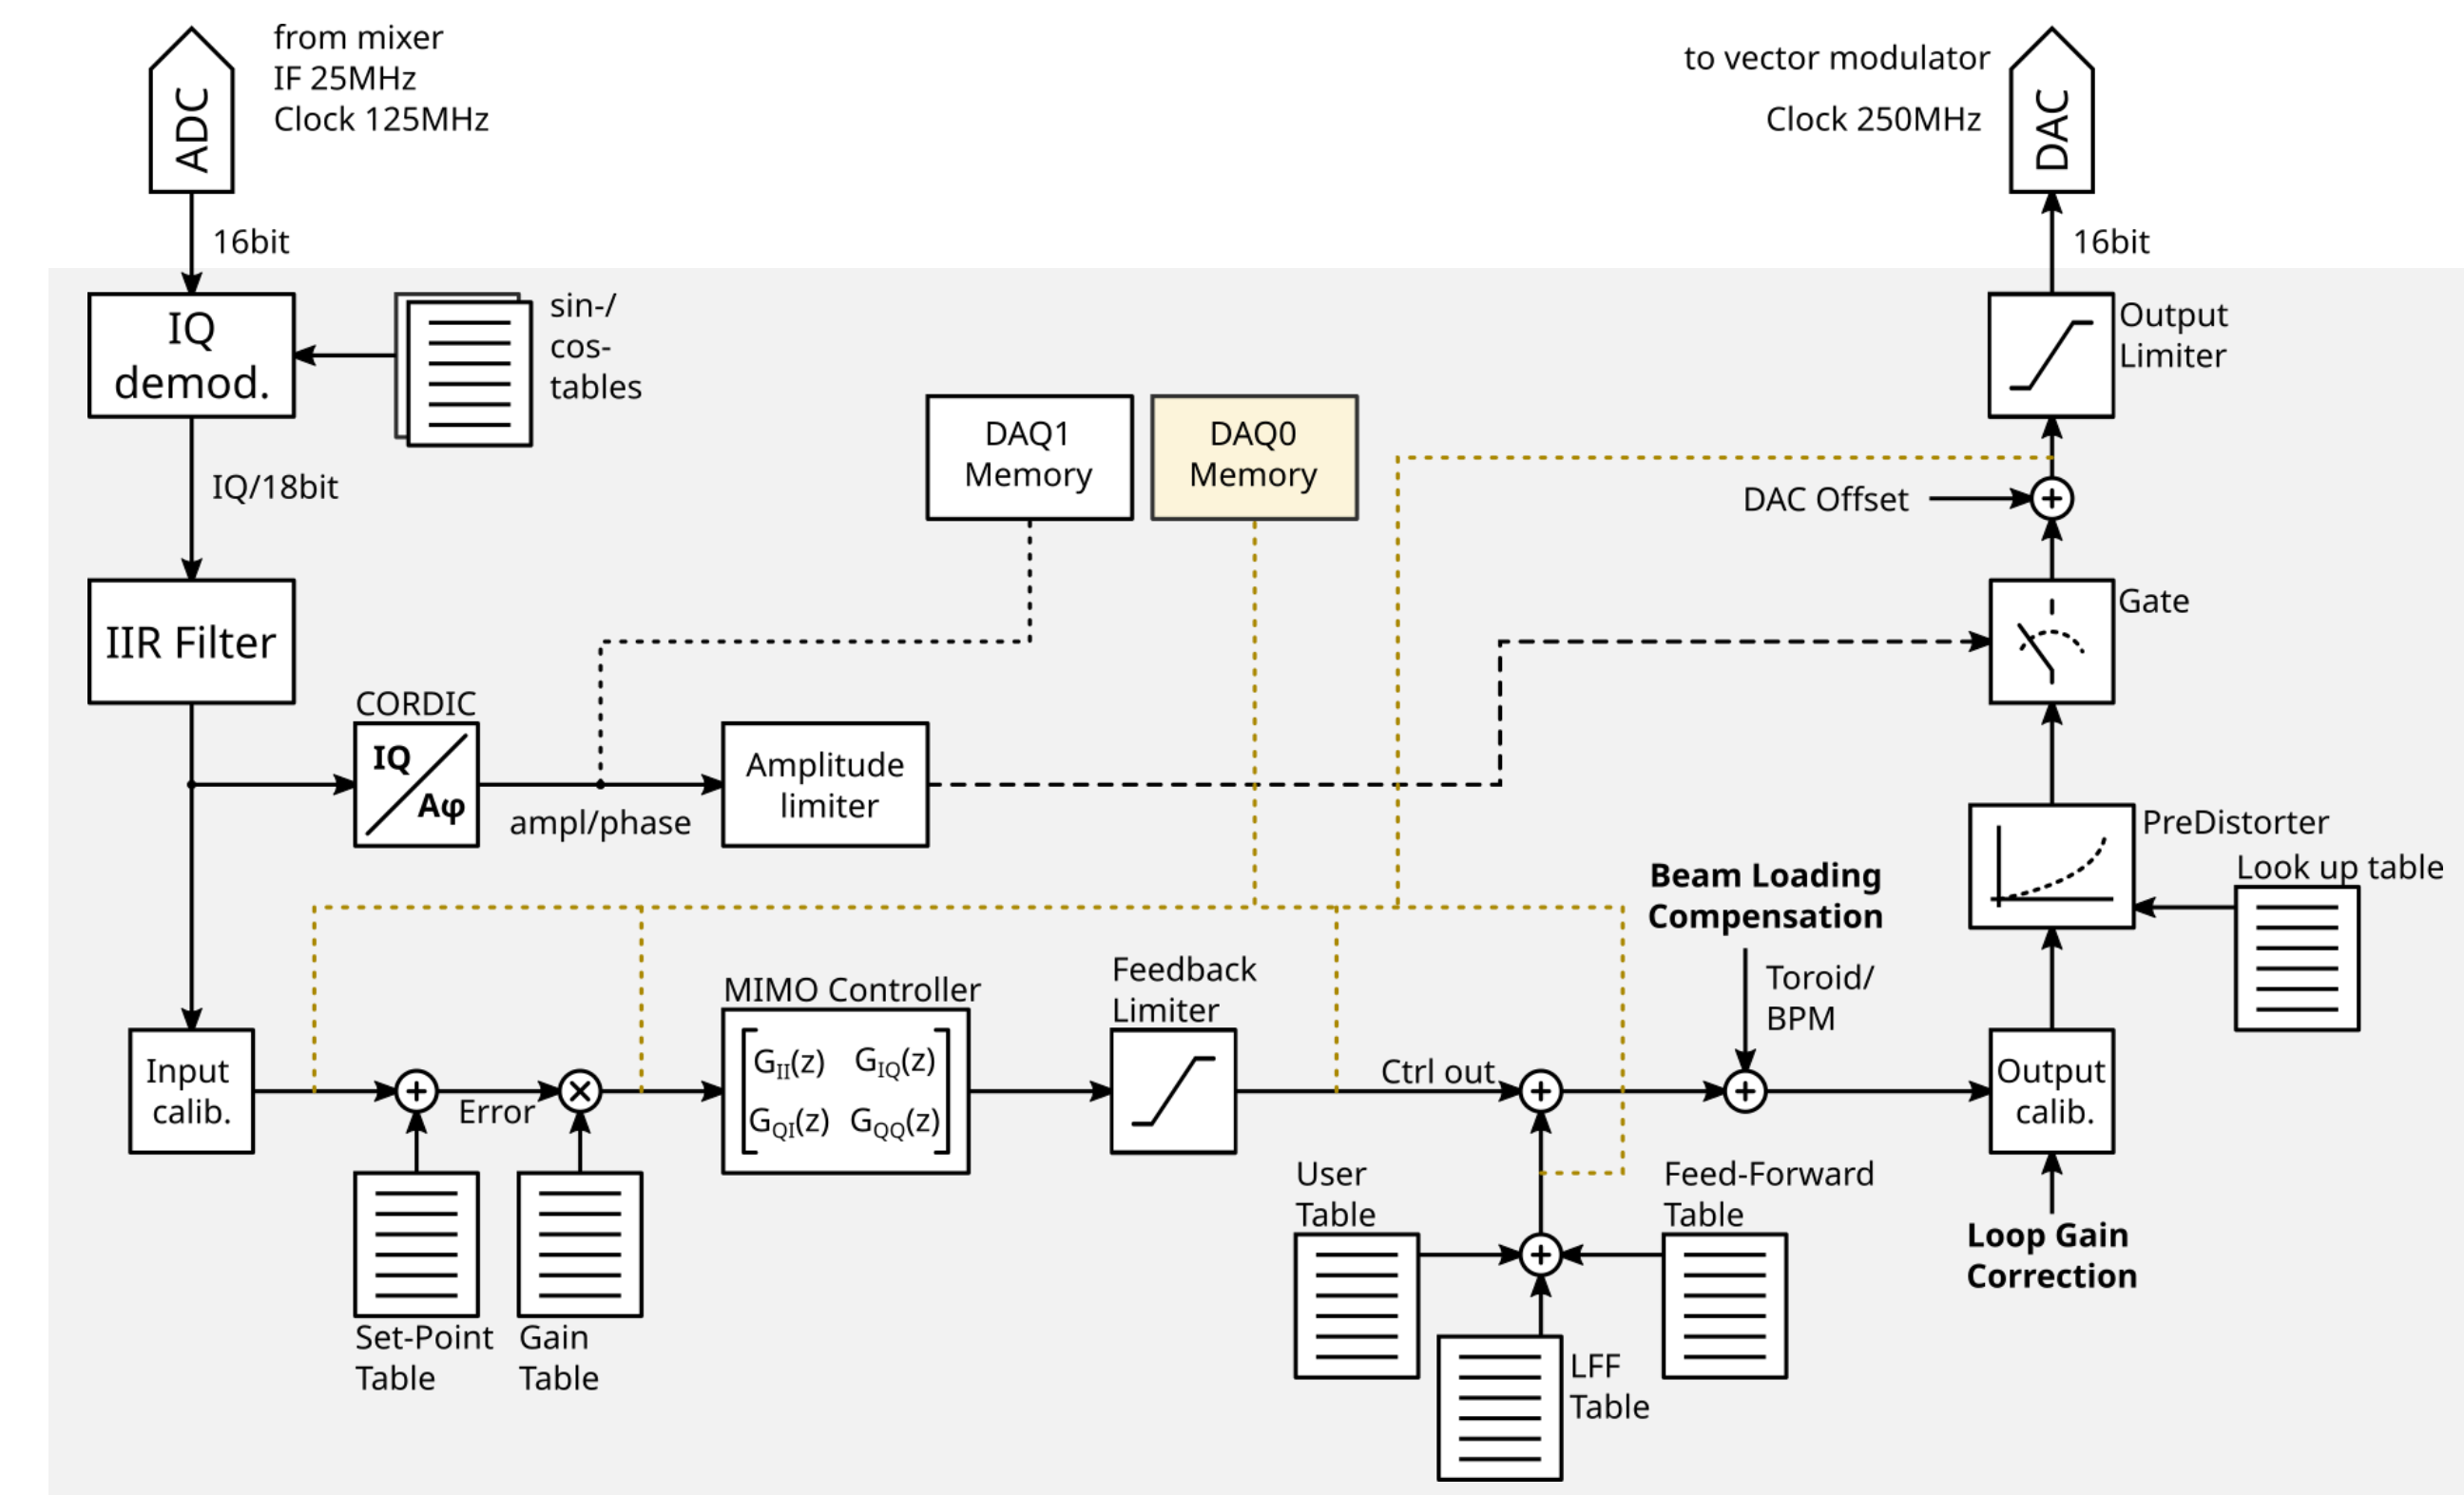 from mixer
IF 25MHz
Clock 125MHz
ADC
16bit
to vector modulator
Clock 250MHz
DAC
16bit
IQ
demod.
sin-/
cos-
tables
Output
Limiter
DAQ1
Memory
DAQ0
Memory
IQ/18bit
DAC Offset
IIR Filter
Gate
CORDIC
IQ
Aφ
ampl/phase
Amplitude
limiter
PreDistorter
Look up table
Beam Loading
Compensation
Toroid/
BPM
Input
calib.
Error
MIMO Controller
G_II(z) G_IQ(z)
G_QI(z) G_QQ(z)
Feedback
Limiter
Ctrl out
Output
calib.
Set-Point
Table
Gain
Table
User
Table
Feed-Forward
Table
LFF
Table
Loop Gain
Correction